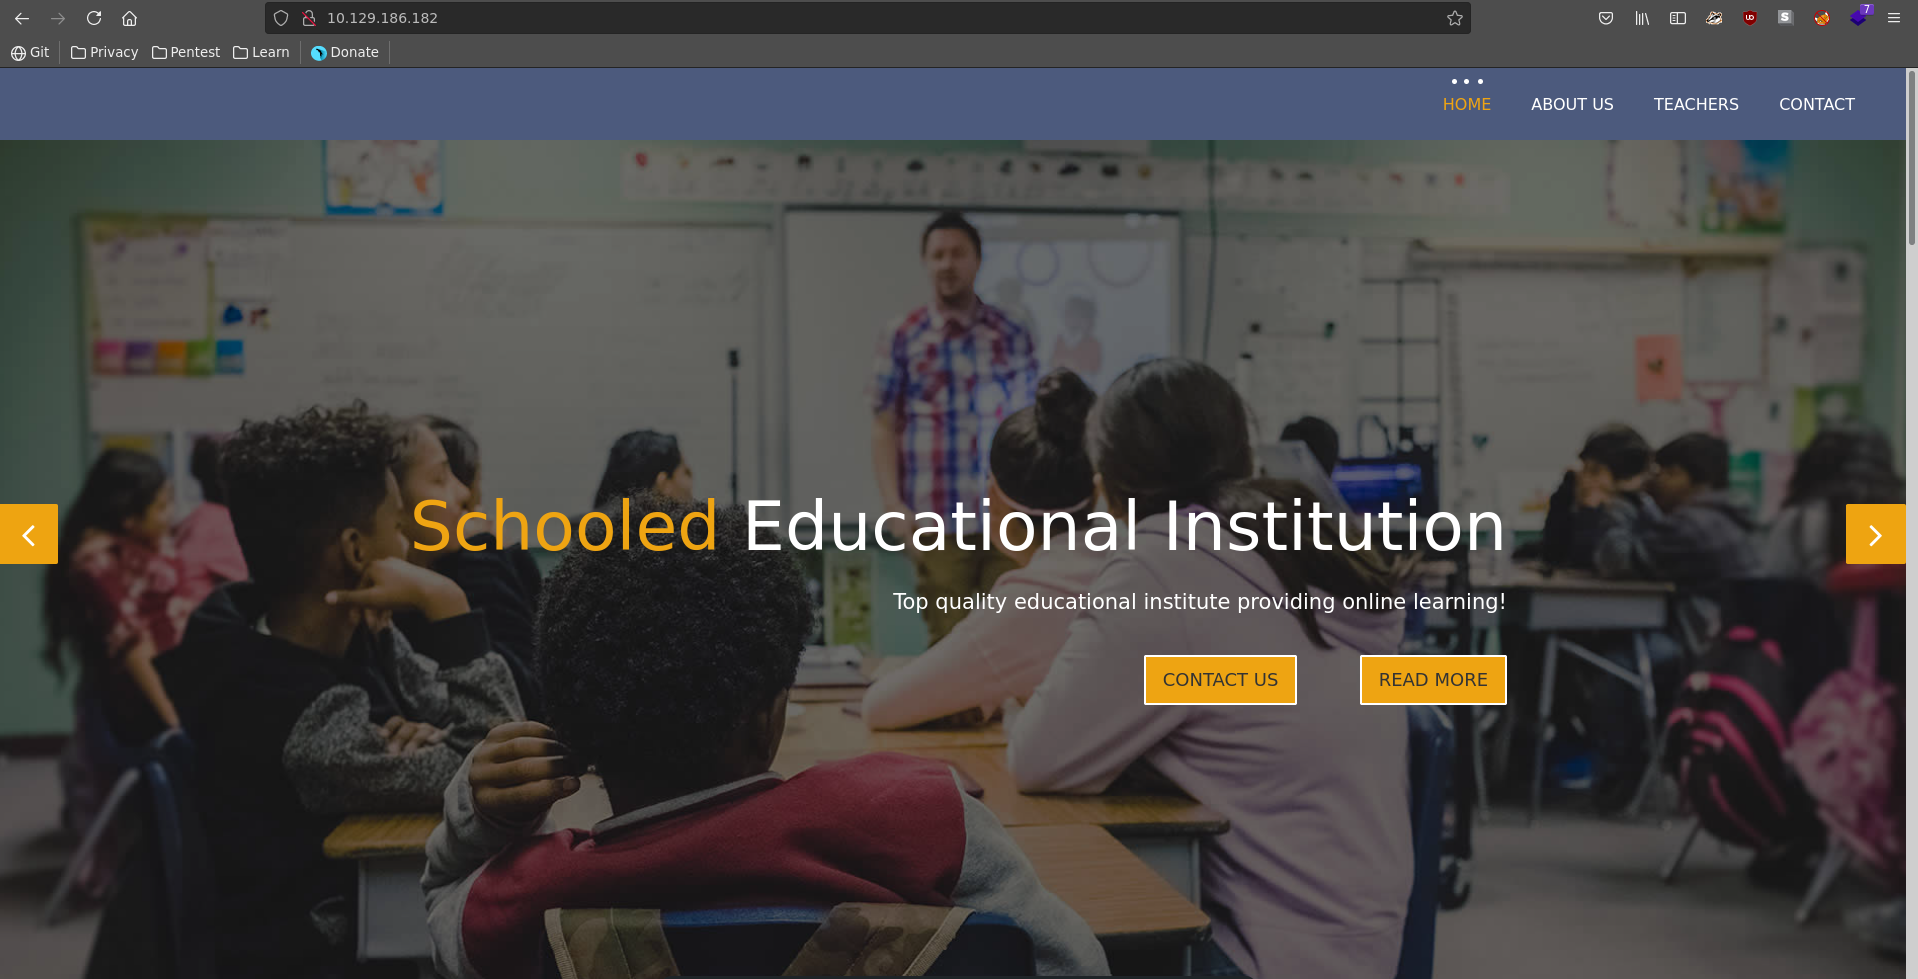 10.129.186.182
7
Git Privacy Pentest Learn Donate
HOME ABOUT US TEACHERS CONTACT
Schooled Educational Institution
Top quality educational institute providing online learning!
CONTACT US READ MORE